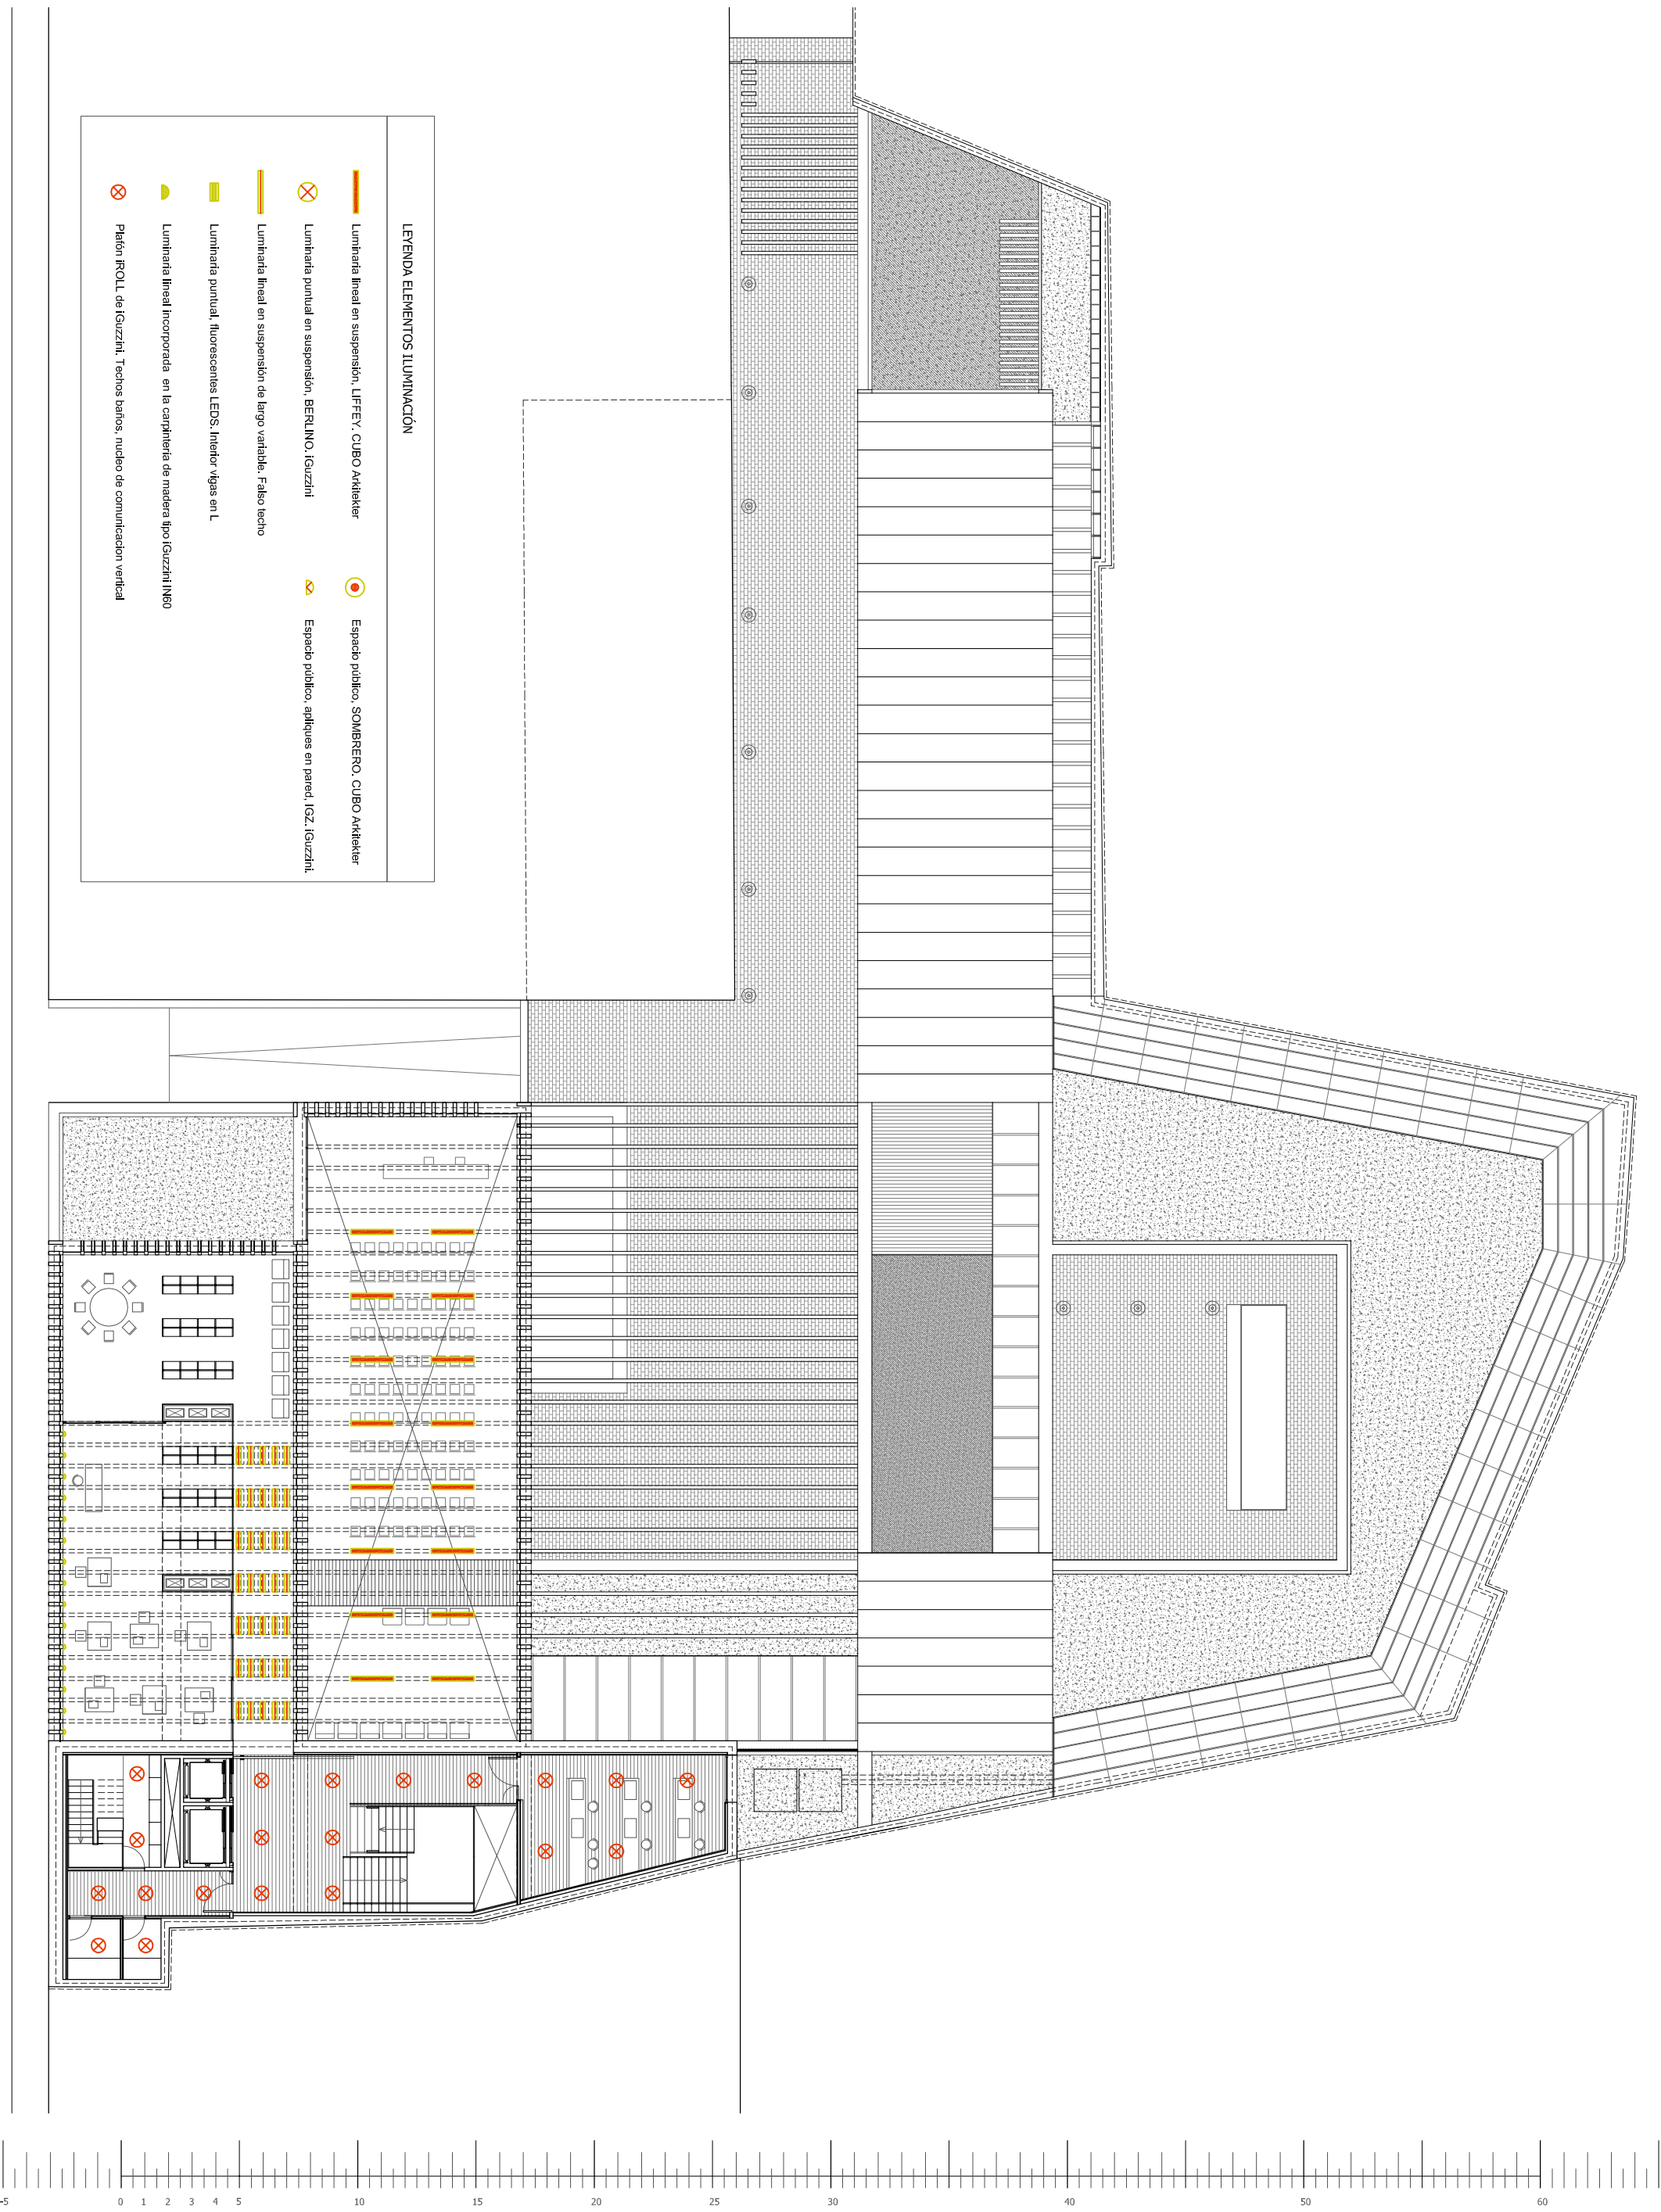 LEYENDA ELEMENTOS ILUMINACIÓN
Luminaria lineal en suspensión, LIFFEY. CUBO Arkitekter
Espacio público, SOMBRERO. CUBO Arkitekter
Luminaria puntual en suspensión, BERLINO. iGuzzini
Espacio público, apliques en pared, IGZ. iGuzzini.
Luminaria lineal en suspensión de largo variable. Falso techo
Luminaria puntual, fluorescentes LEDS. Interior vigas en L
Luminaria lineal incorporada en la carpintería de madera tipo iGuzzini IN60
Plafón iROLL de iGuzzini. Techos baños, nucleo de comunicacion vertical
-5 0 1 2 3 4 5 10 15 20 25 30 40 50 60